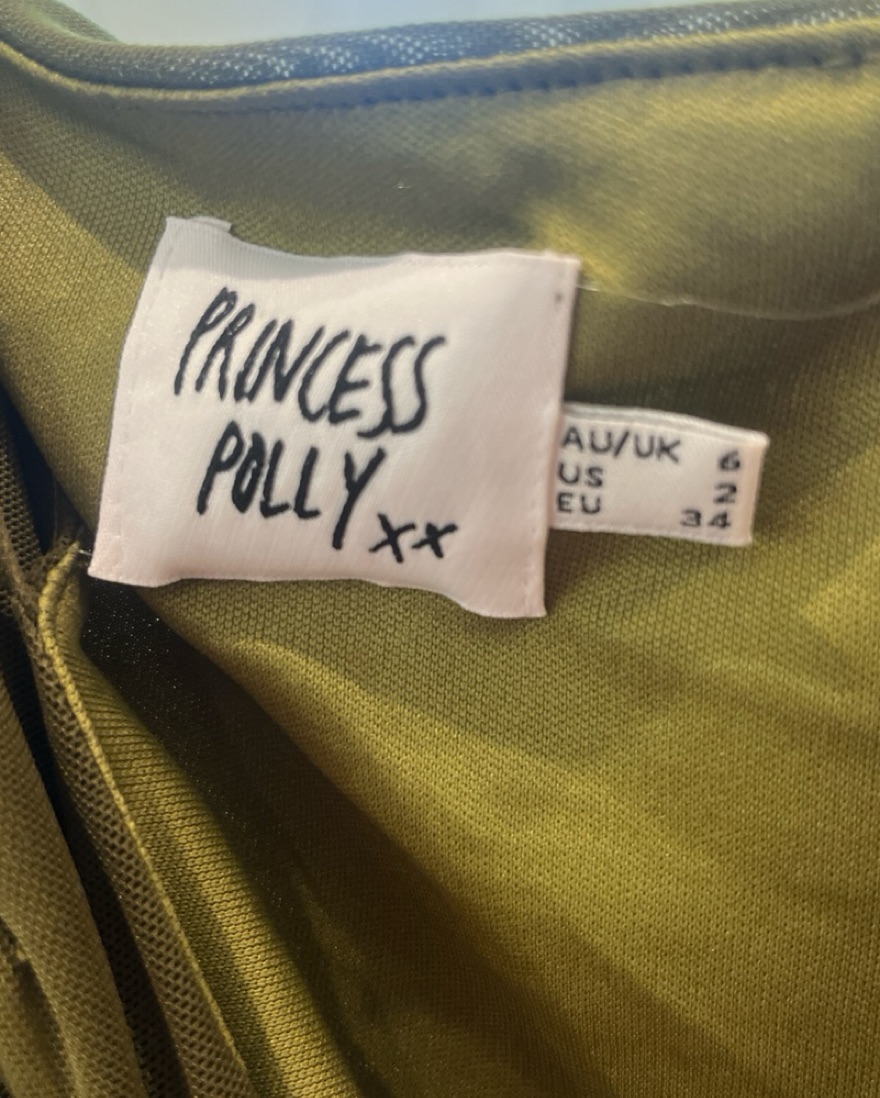 PRINCESS
POLLY xx
AU/UK 6
US 2
EU 34